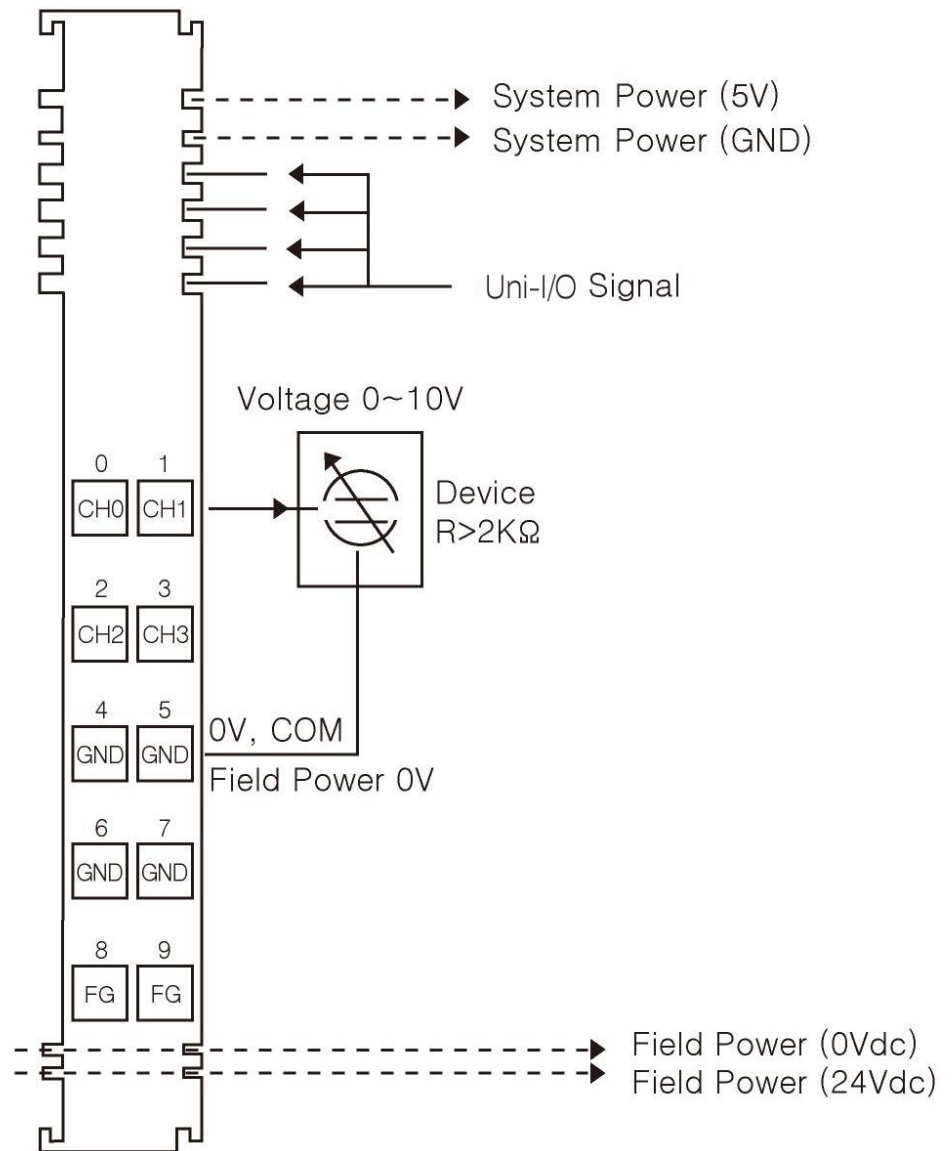 System Power (5V)
System Power (GND)
Uni-I/O Signal
Voltage 0~10V
0 1
CH0 CH1
Device
R>2KΩ
2 3
CH2 CH3
4 5
GND GND
0V, COM
Field Power 0V
6 7
GND GND
8 9
FG FG
Field Power (0Vdc)
Field Power (24Vdc)